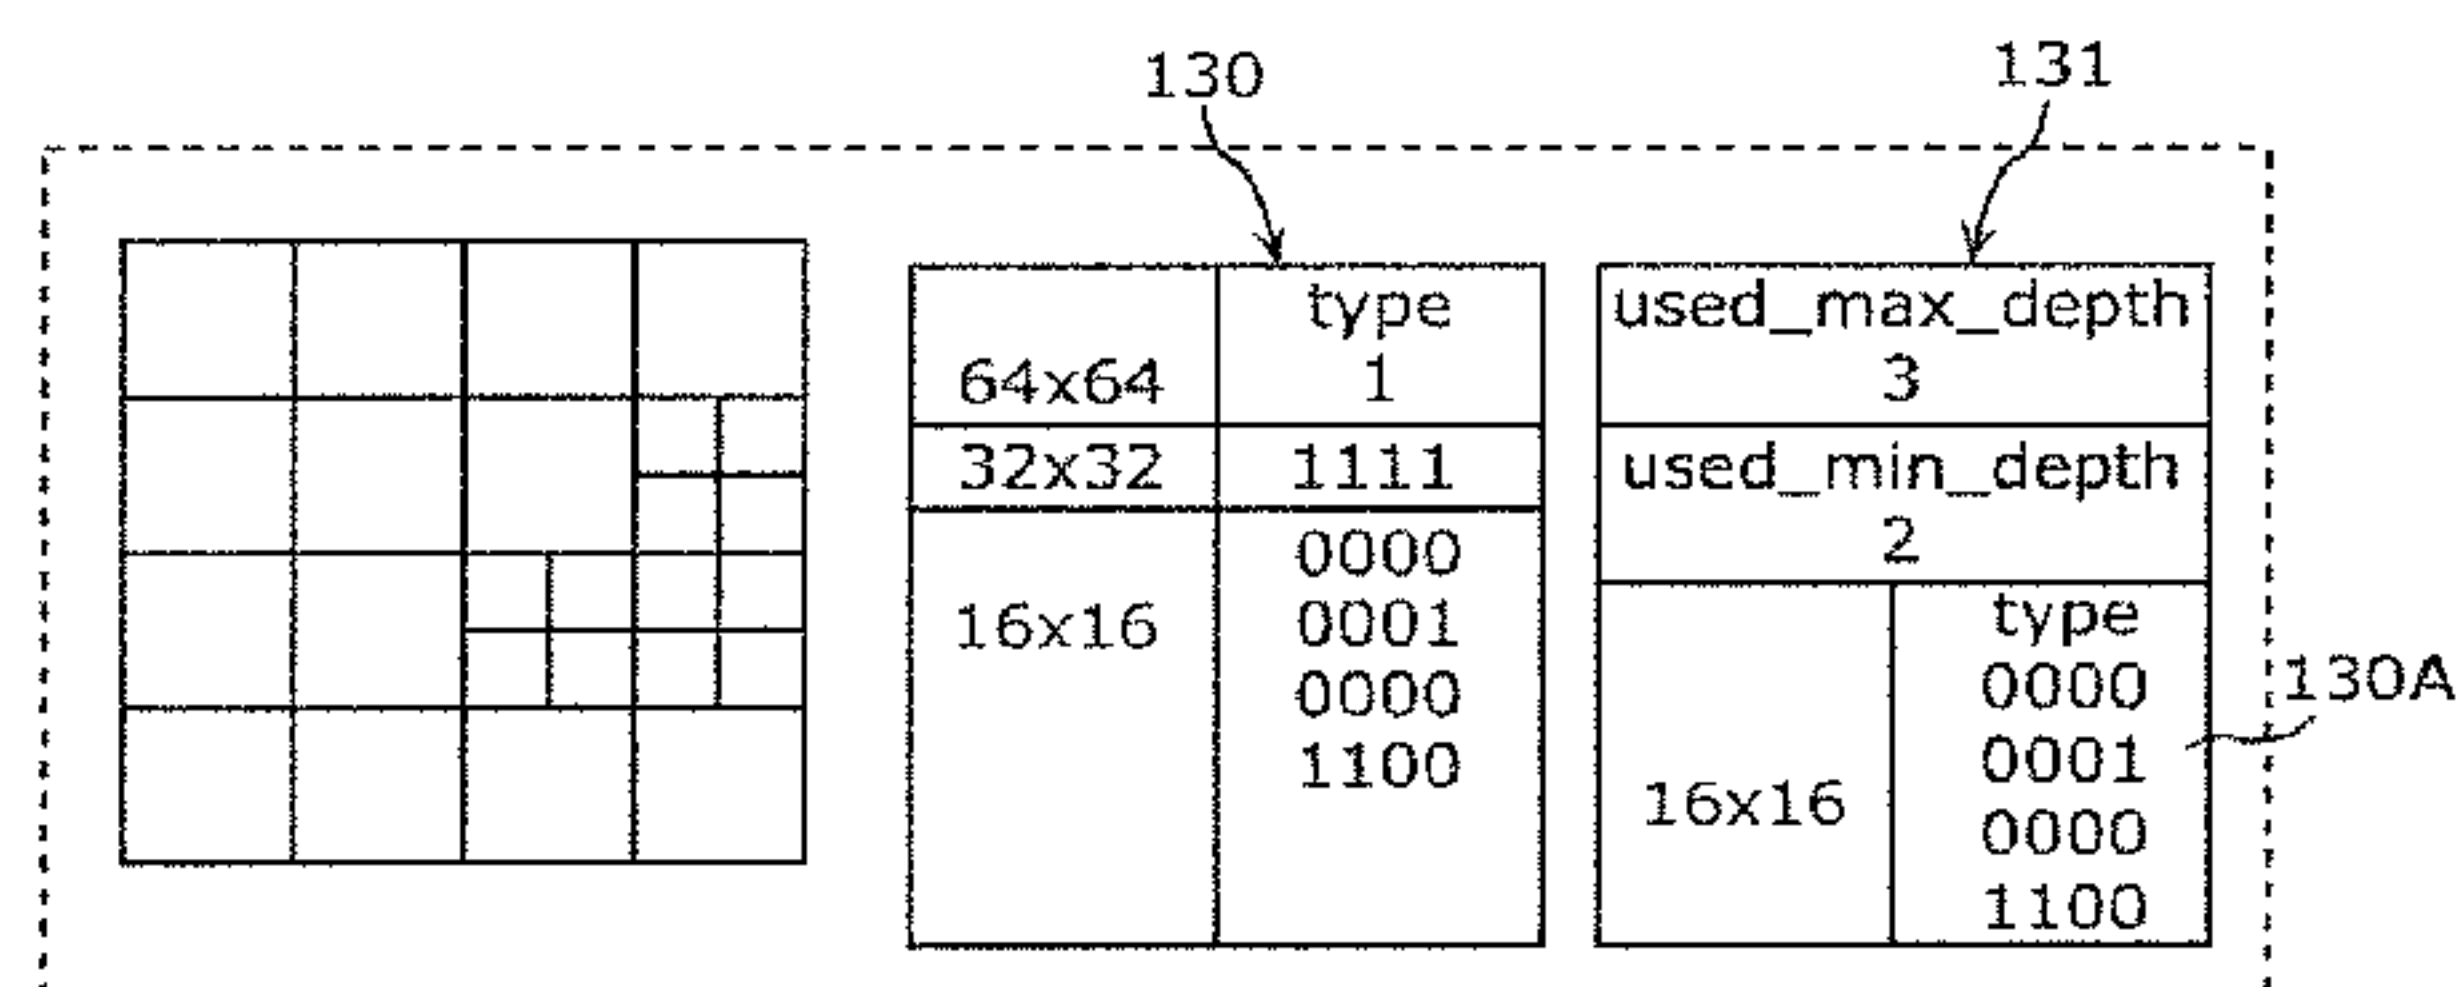 130
131
type
64x64 1
32x32 1111
16x16
0000
0001
0000
1100
used_max_depth
3
used_min_depth
2
16x16
type
0000
0001
0000
1100
130A